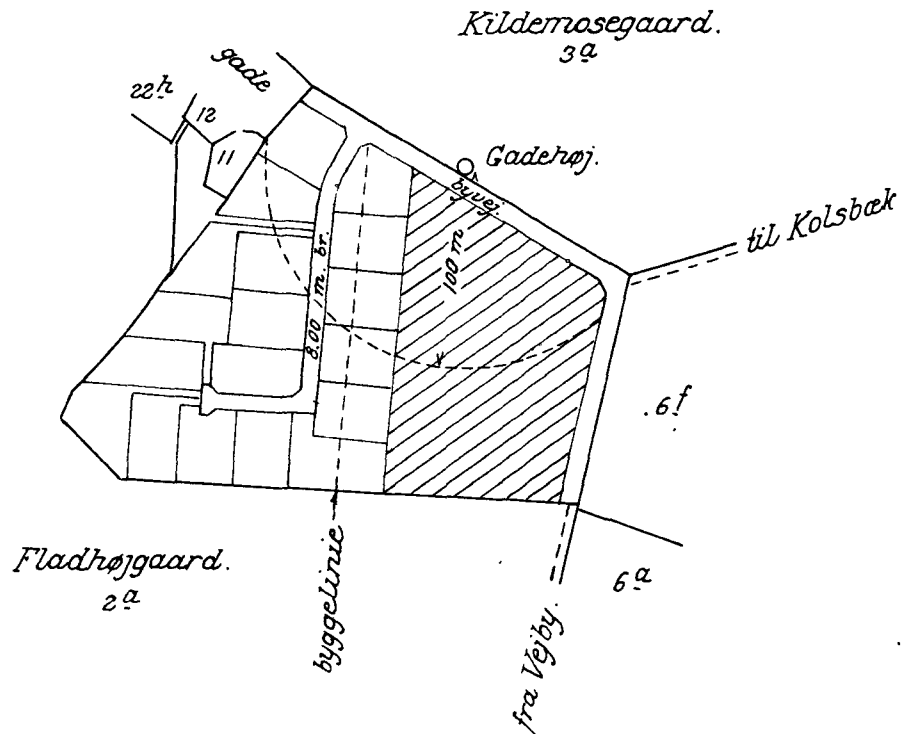 Kildemosegaard.
3a
gade
22h
12
11
Gadehøj.
byvej.
til Kolsbæk
100 m
8.00 m. br.
6f
Fladhøjgaard.
2a
byggelinie
6a
fra Vejby.